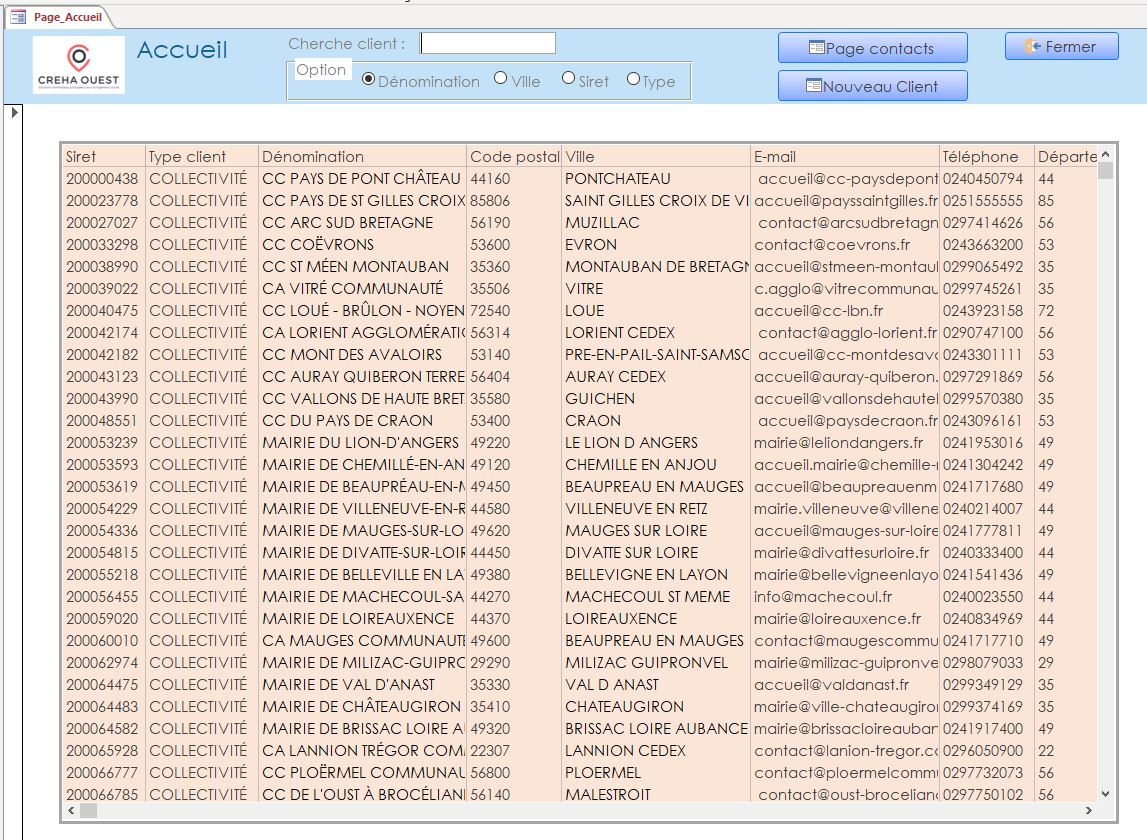 Page_Accueil
CREHA OUEST
Accueil
Cherche client :
Option
Dénomination Ville Siret Type
Page contacts
Nouveau Client
Fermer
Siret Type client Dénomination Code postal Ville E-mail Téléphone Départe
200000438 COLLECTIVITÉ CC PAYS DE PONT CHÂTEAU 44160 PONTCHATEAU accueil@cc-paysdepont 0240450794 44
200023778 COLLECTIVITÉ CC PAYS DE ST GILLES CROIX 85806 SAINT GILLES CROIX DE VI accueil@payssaintgilles.fr 0251555555 85
200027027 COLLECTIVITÉ CC ARC SUD BRETAGNE 56190 MUZILLAC contact@arcsudbretagn 0297414626 56
200033298 COLLECTIVITÉ CC COËVRONS 53600 EVRON contact@coevrons.fr 0243663200 53
200038990 COLLECTIVITÉ CC ST MÉEN MONTAUBAN 35360 MONTAUBAN DE BRETAGN accueil@stmeen-montaul 0299065492 35
200039022 COLLECTIVITÉ CA VITRÉ COMMUNAUTÉ 35506 VITRE c.agglo@vitrecommunau 0299745261 35
200040475 COLLECTIVITÉ CC LOUÉ - BRÛLON - NOYEN 72540 LOUE accueil@cc-lbn.fr 0243923158 72
200042174 COLLECTIVITÉ CA LORIENT AGGLOMÉRATIO 56314 LORIENT CEDEX contact@agglo-lorient.fr 0290747100 56
200042182 COLLECTIVITÉ CC MONT DES AVALOIRS 53140 PRE-EN-PAIL-SAINT-SAMSO accueil@cc-montdesava 0243301111 53
200043123 COLLECTIVITÉ CC AURAY QUIBERON TERRE 56404 AURAY CEDEX accueil@auray-quiberon. 0297291869 56
200043990 COLLECTIVITÉ CC VALLONS DE HAUTE BRET 35580 GUICHEN accueil@vallonsdehautel 0299570380 35
200048551 COLLECTIVITÉ CC DU PAYS DE CRAON 53400 CRAON accueil@paysdecraon.fr 0243096161 53
200053239 COLLECTIVITÉ MAIRIE DU LION-D'ANGERS 49220 LE LION D ANGERS mairie@leliondangers.fr 0241953016 49
200053593 COLLECTIVITÉ MAIRIE DE CHEMILLÉ-EN-AN 49120 CHEMILLE EN ANJOU accueil.mairie@chemille- 0241304242 49
200053619 COLLECTIVITÉ MAIRIE DE BEAUPRÉAU-EN-M 49450 BEAUPREAU EN MAUGES accueil@beaupreauenm 0241717680 49
200054229 COLLECTIVITÉ MAIRIE DE VILLENEUVE-EN-R 44580 VILLENEUVE EN RETZ mairie.villeneuve@villene 0240214007 44
200054336 COLLECTIVITÉ MAIRIE DE MAUGES-SUR-LO 49620 MAUGES SUR LOIRE accueil@mauges-sur-loire 0241777811 49
200054815 COLLECTIVITÉ MAIRIE DE DIVATTE-SUR-LOIR 44450 DIVATTE SUR LOIRE mairie@divattesurloire.fr 0240333400 44
200055218 COLLECTIVITÉ MAIRIE DE BELLEVILLE EN LA 49380 BELLEVIGNE EN LAYON mairie@bellevigneenlayo 0241541436 49
200056455 COLLECTIVITÉ MAIRIE DE MACHECOUL-SA 44270 MACHECOUL ST MEME info@machecoul.fr 0240023550 44
200059020 COLLECTIVITÉ MAIRIE DE LOIREAUXENCE 44370 LOIREAUXENCE mairie@loireauxence.fr 0240834969 44
200060010 COLLECTIVITÉ CA MAUGES COMMUNAUTÉ 49600 BEAUPREAU EN MAUGES contact@maugescommu 0241717710 49
200062974 COLLECTIVITÉ MAIRIE DE MILIZAC-GUIPRO 29290 MILIZAC GUIPRONVEL mairie@milizac-guipronve 0298079033 29
200064475 COLLECTIVITÉ MAIRIE DE VAL D'ANAST 35330 VAL D ANAST accueil@valdanast.fr 0299349129 35
200064483 COLLECTIVITÉ MAIRIE DE CHÂTEAUGIRON 35410 CHATEAUGIRON mairie@ville-chateaugiro 0299374169 35
200064582 COLLECTIVITÉ MAIRIE DE BRISSAC LOIRE A 49320 BRISSAC LOIRE AUBANCE mairie@brissacloireaubar 0241917400 49
200065928 COLLECTIVITÉ CA LANNION TRÉGOR COM 22307 LANNION CEDEX contact@lanion-tregor.co 0296050900 22
200066777 COLLECTIVITÉ CC PLOËRMEL COMMUNAU 56800 PLOERMEL contact@ploermelcomm 0297732073 56
200066785 COLLECTIVITÉ CC DE L'OUST À BROCÉLIAN 56140 MALESTROIT contact@oust-broceliand 0297750102 56